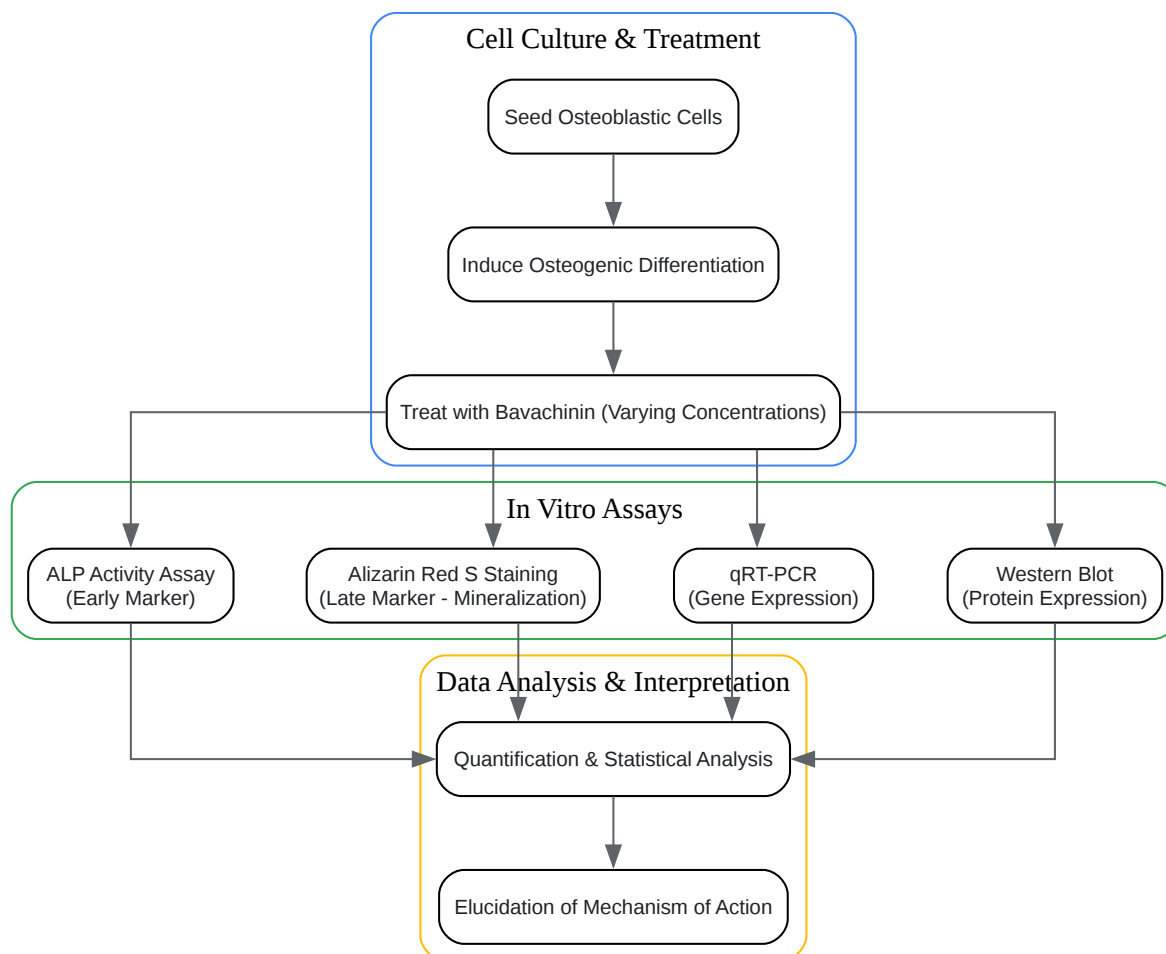 Cell Culture & Treatment
Seed Osteoblastic Cells
Induce Osteogenic Differentiation
Treat with Bavachinin (Varying Concentrations)
In Vitro Assays
ALP Activity Assay
(Early Marker)
Alizarin Red S Staining
(Late Marker - Mineralization)
qRT-PCR
(Gene Expression)
Western Blot
(Protein Expression)
Data Analysis & Interpretation
Quantification & Statistical Analysis
Elucidation of Mechanism of Action